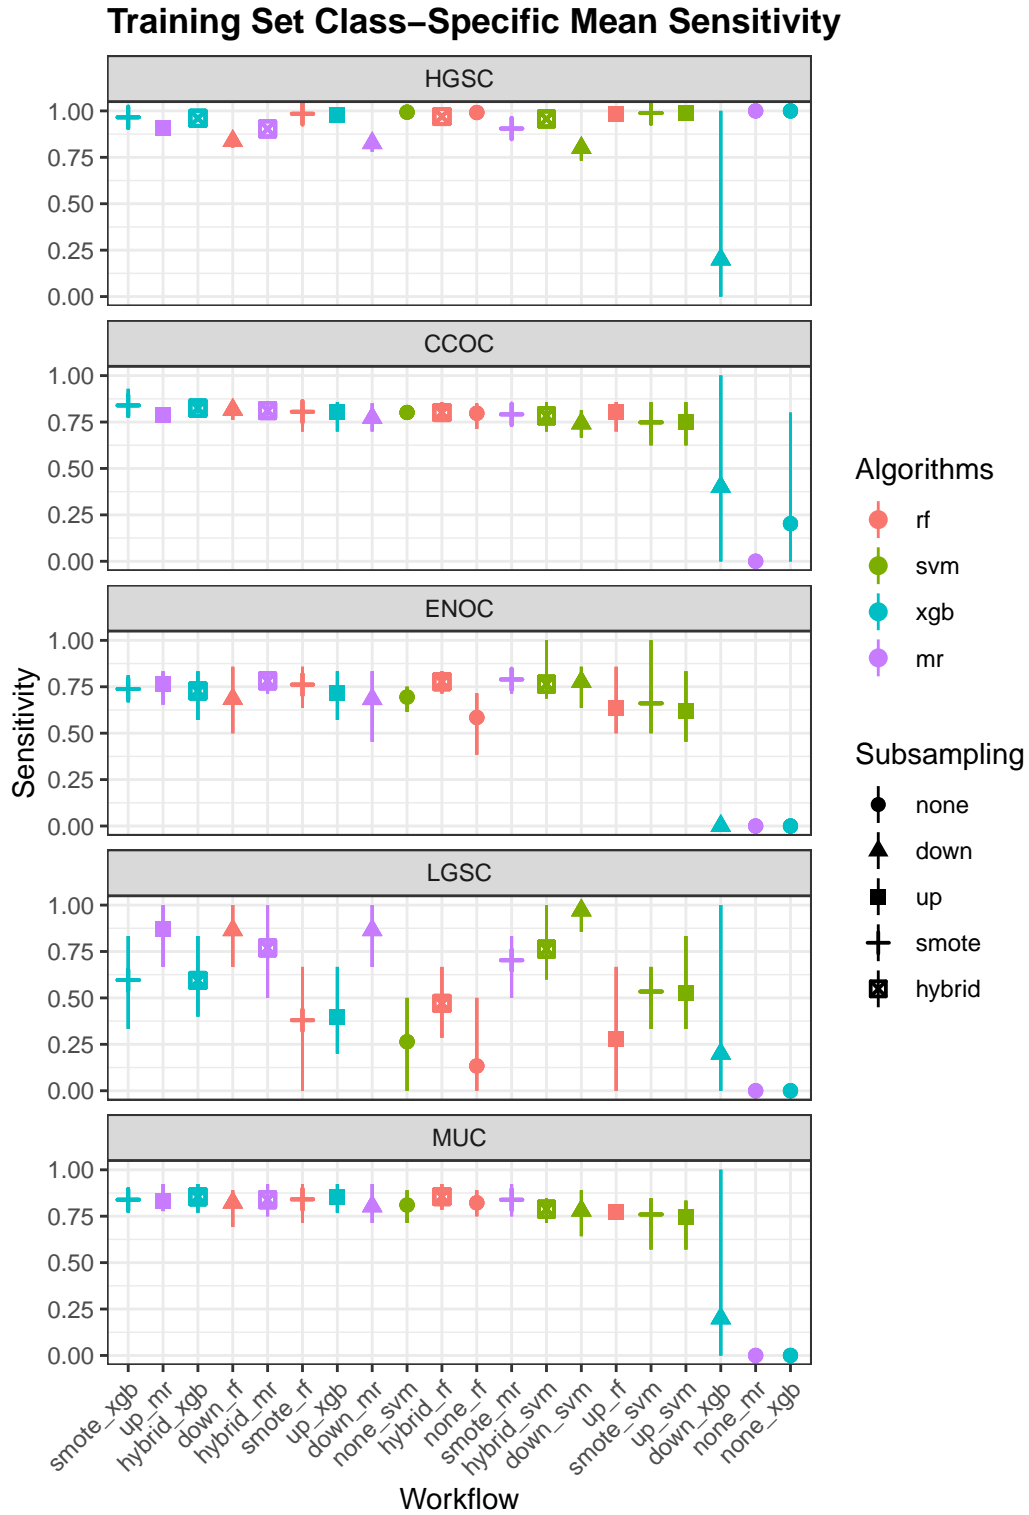 Training Set Class–Specific Mean Sensitivity
HGSC
1.00
0.75
0.50
0.25
0.00
CCOC
1.00
0.75
0.50
0.25
0.00
ENOC
1.00
0.75
0.50
0.25
0.00
LGSC
1.00
0.75
0.50
0.25
0.00
MUC
1.00
0.75
0.50
0.25
0.00
Sensitivity
smote_xgb
up_mr
hybrid_xgb
down_rf
hybrid_mr
smote_rf
up_xgb
down_mr
none_svm
hybrid_rf
none_rf
smote_mr
hybrid_svm
down_svm
up_rf
smote_svm
up_svm
down_xgb
none_mr
none_xgb
Workflow
Algorithms
rf
svm
xgb
mr
Subsampling
none
down
up
smote
hybrid